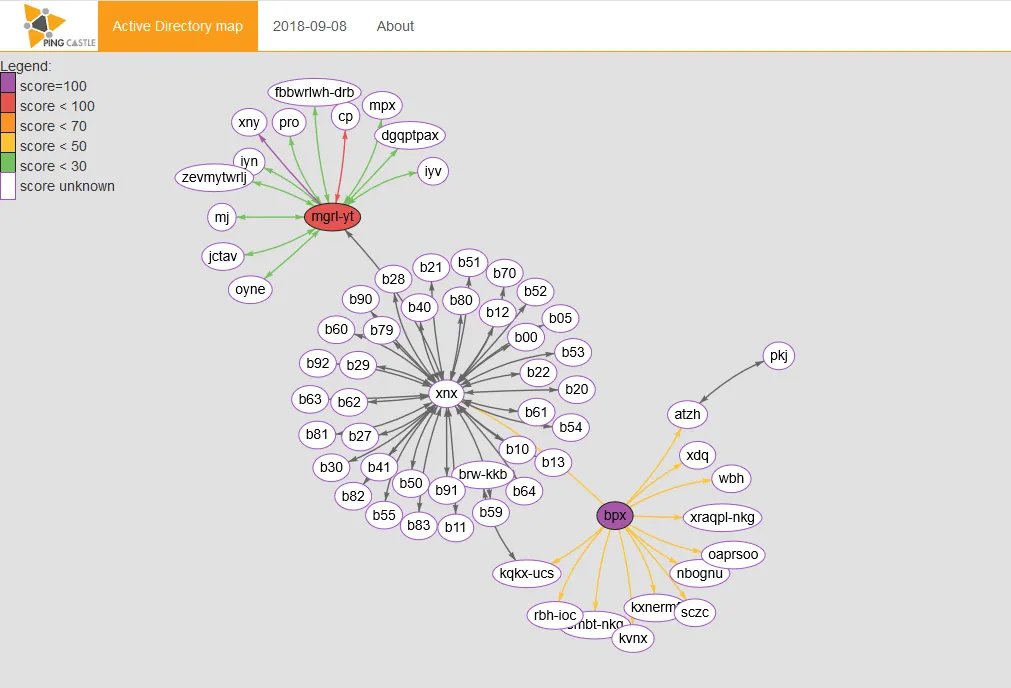 PING CASTLE
Active Directory map
2018-09-08
About
Legend:
score=100
score < 100
score < 70
score < 50
score < 30
score unknown
fbbwrlwh-drb
mpx
cp
pro
xny
dgqptpax
iyn
iyv
zevmytwrlj
mj
mgrl-yt
jctav
oyne
b28
b21
b51
b70
b52
b90
b40
b80
b12
b05
b60
b79
b00
b53
b92
b29
b22
b20
b63
b62
xnx
b61
b54
b81
b27
b10
b13
b30
b41
brw-kkb
b82
b50
b91
b64
b55
b83
b11
b59
pkj
atzh
xdq
wbh
bpx
xraqpl-nkg
oaprsoo
nbognu
kqkx-ucs
rbh-ioc
mbt-nkg
kxnerm
sczc
kvnx